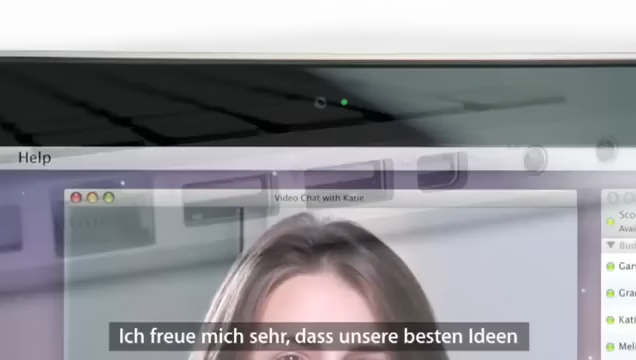 Help
Video Chat with Katie
Ich freue mich sehr, dass unsere besten Ideen